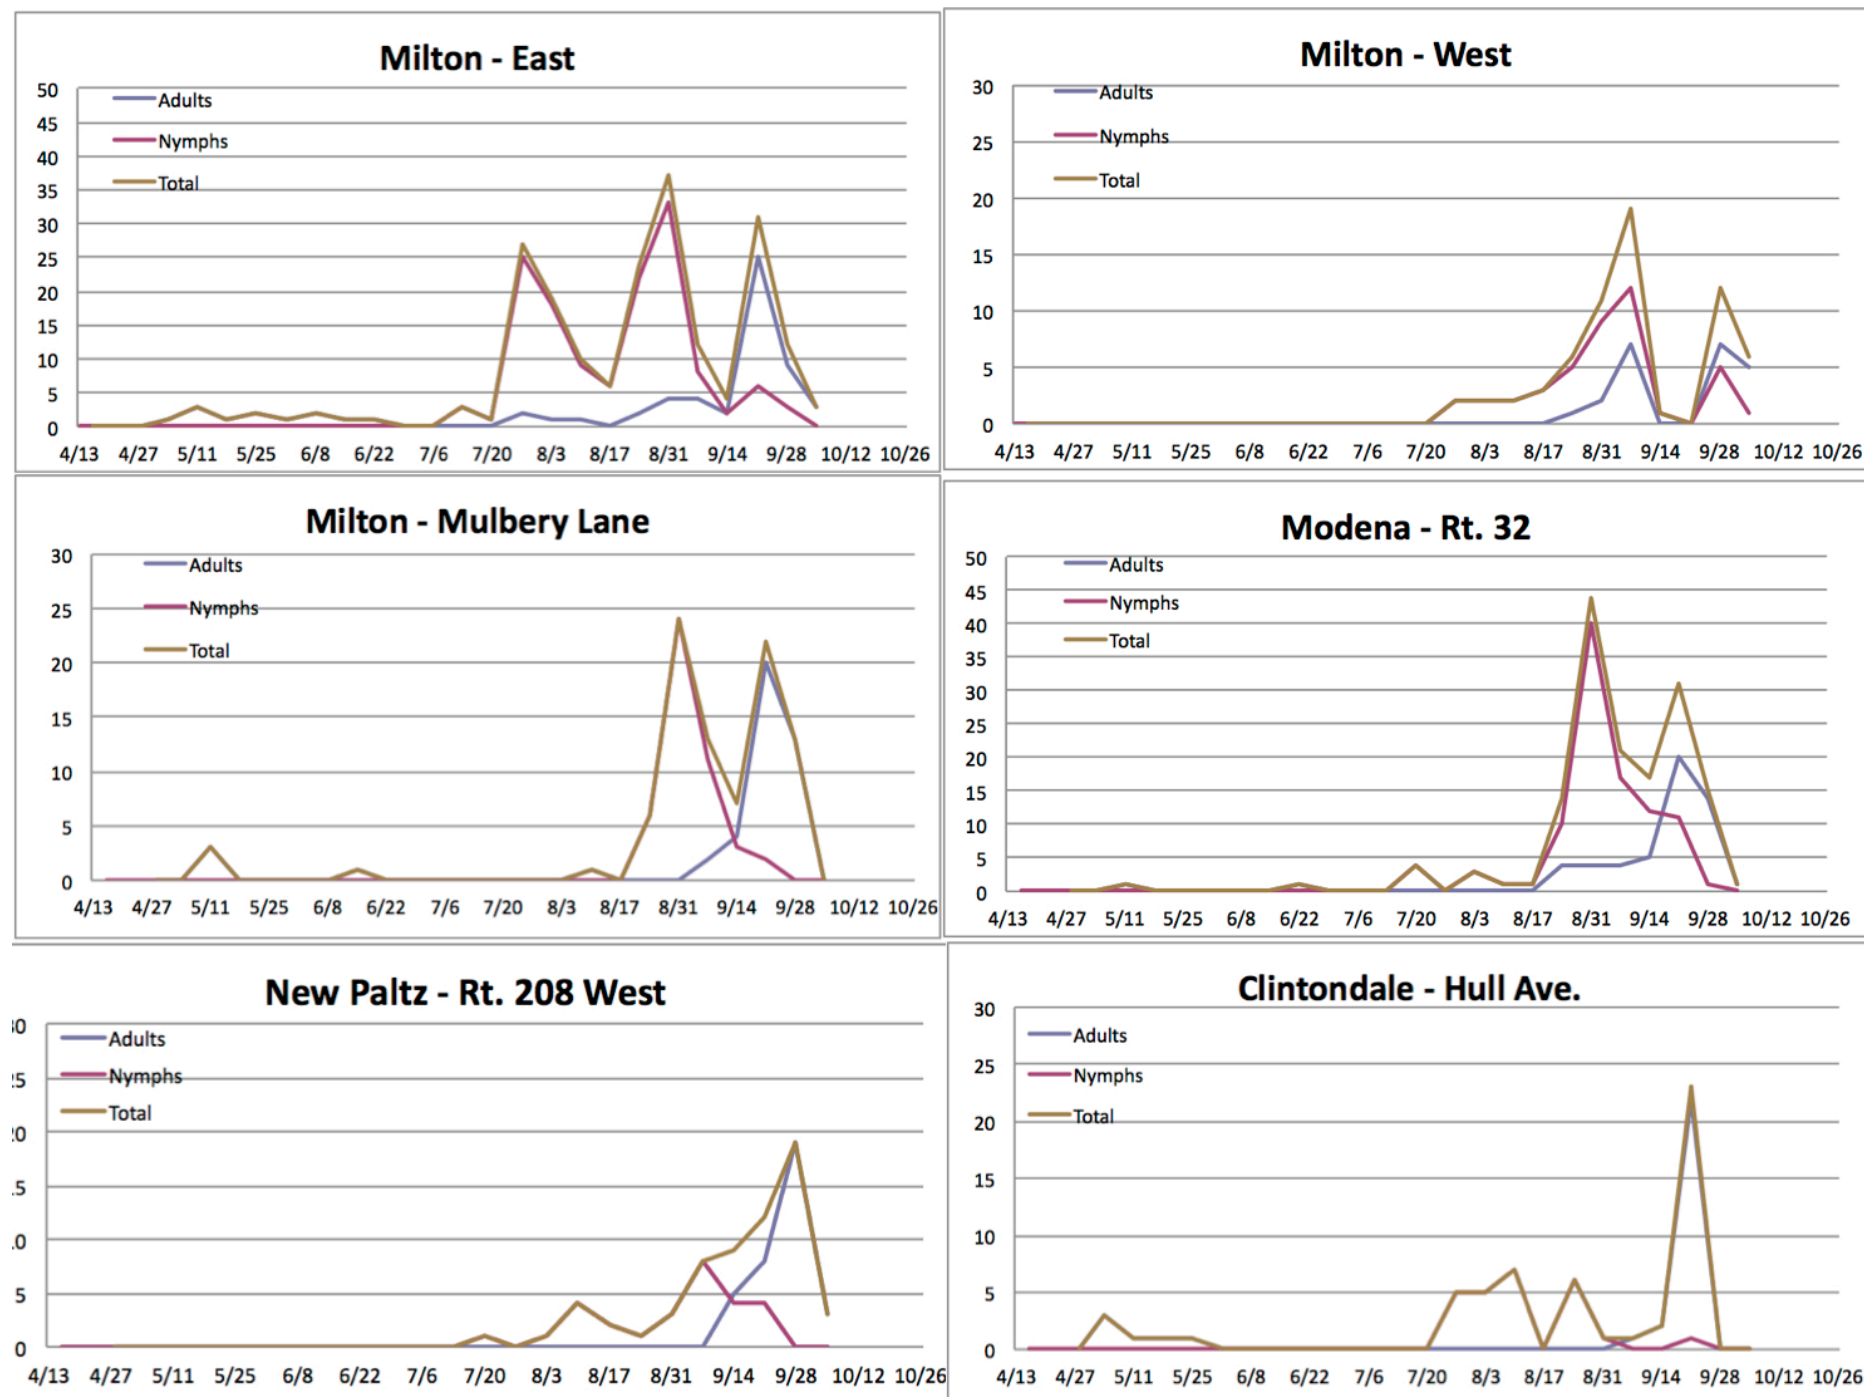 Milton - East
50
Adults
45
Nymphs
40
Total
35
30
25
20
15
10
5
0
4/13 4/27 5/11 5/25 6/8 6/22 7/6 7/20 8/3 8/17 8/31 9/14 9/28 10/12 10/26
Milton - West
30
Adults
Nymphs
25
Total
20
15
10
5
0
4/13 4/27 5/11 5/25 6/8 6/22 7/6 7/20 8/3 8/17 8/31 9/14 9/28 10/12 10/26
Milton - Mulbery Lane
30
Adults
25
Nymphs
Total
20
15
10
5
0
4/13 4/27 5/11 5/25 6/8 6/22 7/6 7/20 8/3 8/17 8/31 9/14 9/28 10/12 10/26
Modena - Rt. 32
50
Adults
45
Nymphs
40
Total
35
30
25
20
15
10
5
0
4/13 4/27 5/11 5/25 6/8 6/22 7/6 7/20 8/3 8/17 8/31 9/14 9/28 10/12 10/26
New Paltz - Rt. 208 West
Adults
Nymphs
Total
5
0
4/13 4/27 5/11 5/25 6/8 6/22 7/6 7/20 8/3 8/17 8/31 9/14 9/28 10/12 10/26
Clintondale - Hull Ave.
30
Adults
25
Nymphs
Total
20
15
10
5
0
4/13 4/27 5/11 5/25 6/8 6/22 7/6 7/20 8/3 8/17 8/31 9/14 9/28 10/12 10/26